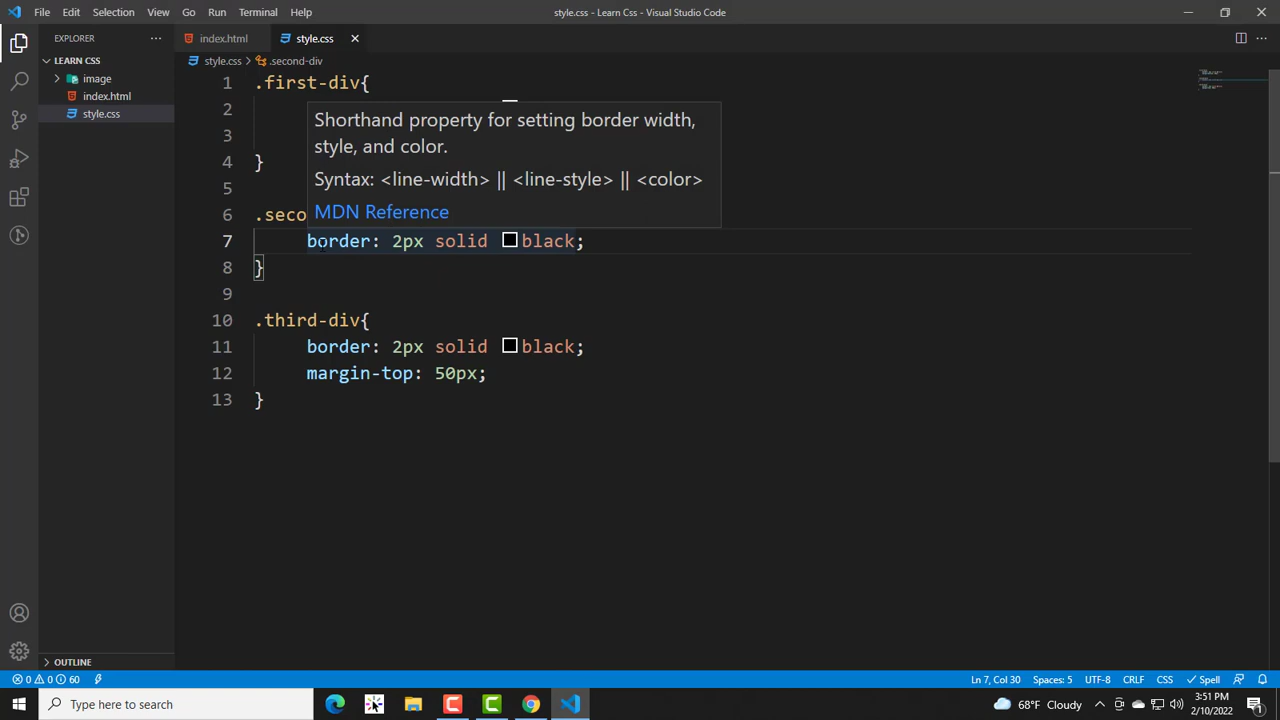 File Edit Selection View Go Run Terminal Help
style.css - Learn Css - Visual Studio Code
EXPLORER
index.html
style.css
LEARN CSS
image
index.html
style.css
OUTLINE
style.css
.second-div
1 .first-div{
2
3
4 }
5
6 .seco
Shorthand property for setting border width,
style, and color.
Syntax: <line-width> || <line-style> || <color>
MDN Reference
7 border: 2px solid black;
8 }
9
10 .third-div{
11 border: 2px solid black;
12 margin-top: 50px;
13 }
0 0 60
Ln 7, Col 30 Spaces: 5 UTF-8 CRLF CSS Spell
Type here to search
68°F Cloudy
3:51 PM
2/10/2022
1